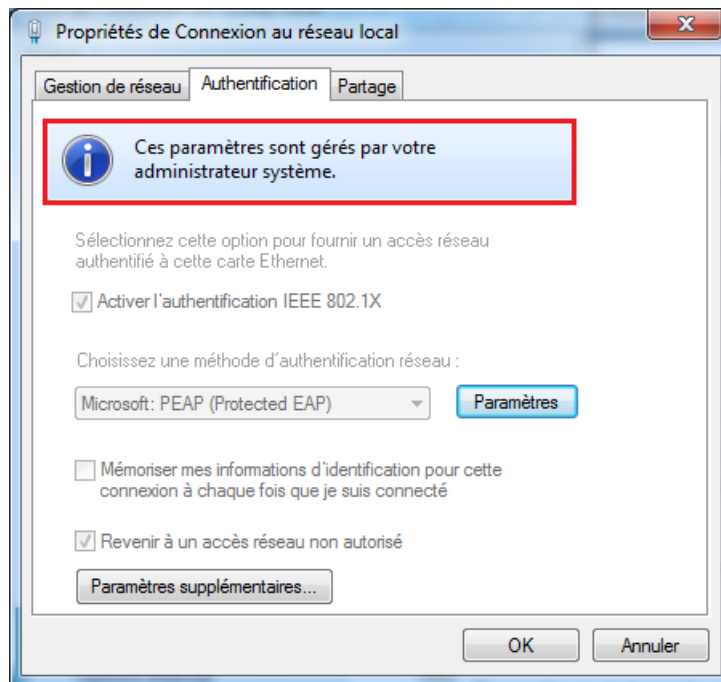 Propriétés de Connexion au réseau local
Gestion de réseau Authentification Partage
Ces paramètres sont gérés par votre
administrateur système.
Sélectionnez cette option pour fournir un accès réseau
authentifié à cette carte Ethernet.
Activer l'authentification IEEE 802.1X
Choisissez une méthode d'authentification réseau :
Microsoft: PEAP (Protected EAP) Paramètres
Mémoriser mes informations d'identification pour cette
connexion à chaque fois que je suis connecté
Revenir à un accès réseau non autorisé
Paramètres supplémentaires...
OK Annuler